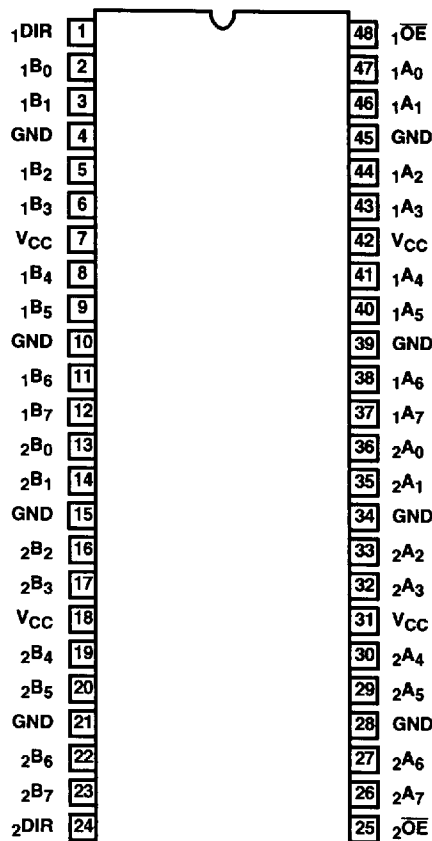 1DIR 1 48 1O̅E̅
1B0 2 47 1A0
1B1 3 46 1A1
GND 4 45 GND
1B2 5 44 1A2
1B3 6 43 1A3
VCC 7 42 VCC
1B4 8 41 1A4
1B5 9 40 1A5
GND 10 39 GND
1B6 11 38 1A6
1B7 12 37 1A7
2B0 13 36 2A0
2B1 14 35 2A1
GND 15 34 GND
2B2 16 33 2A2
2B3 17 32 2A3
VCC 18 31 VCC
2B4 19 30 2A4
2B5 20 29 2A5
GND 21 28 GND
2B6 22 27 2A6
2B7 23 26 2A7
2DIR 24 25 2O̅E̅